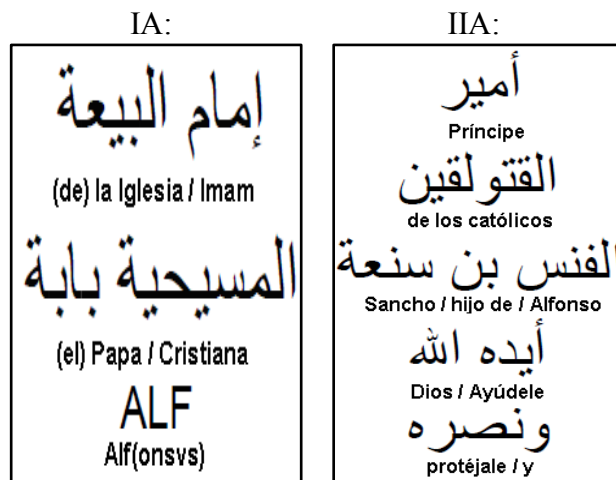 IA:
إمام البيعة
(de) la Iglesia / Imam
المسيحية بابة
(el) Papa / Cristiana
ALF
Alf(onsvs)
IIA:
أمير
Príncipe
القتولقين
de los católicos
الفنس بن سنعة
Sancho / hijo de / Alfonso
أيده الله
Dios / Ayúdele
ونصره
protéjale / y